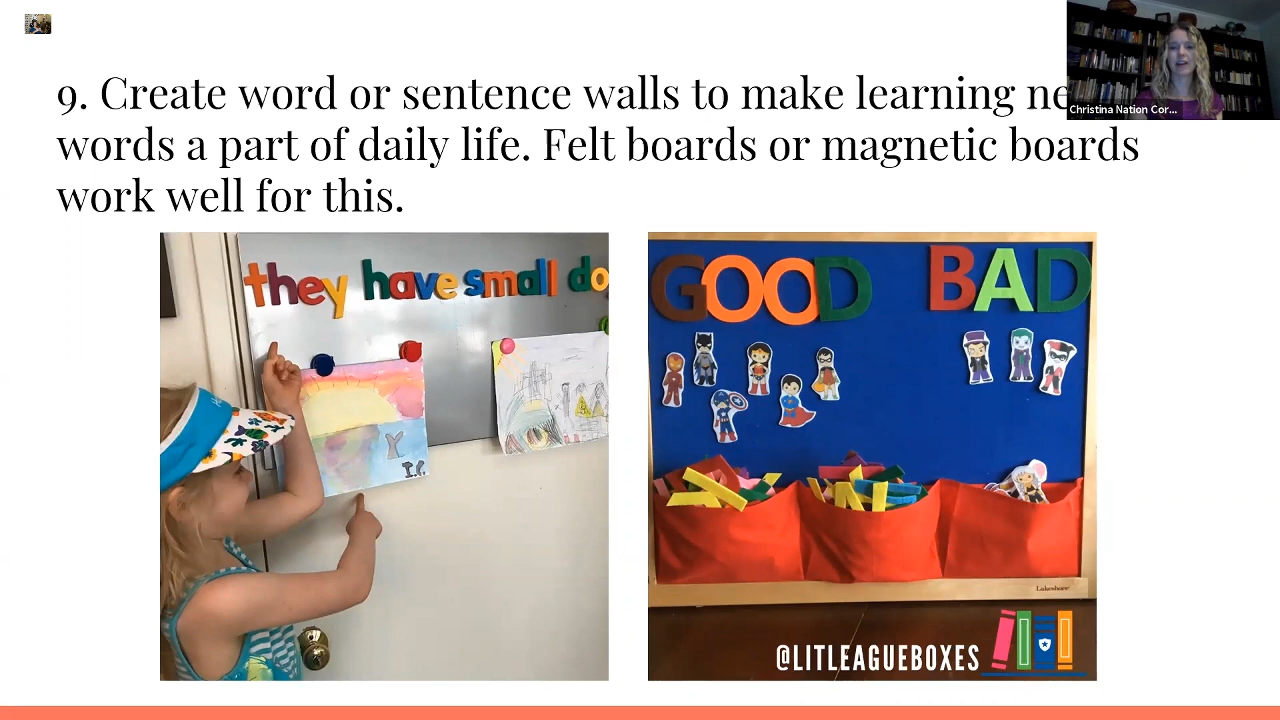 9. Create word or sentence walls to make learning
words a part of daily life. Felt boards or magnetic boards
work well for this.
Christina Nation Cor...
they have small do
GOOD BAD
Lakeshore
@LITLEAGUEBOXES